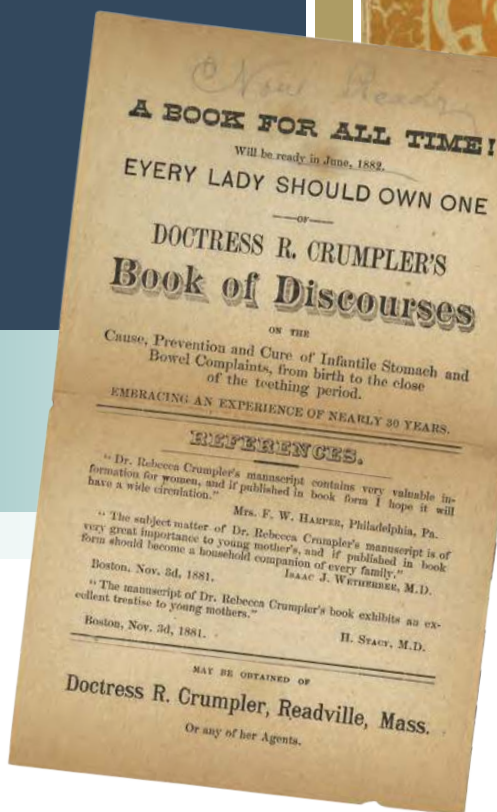 Now Ready
A BOOK FOR ALL TIME!
Will be ready in June, 1882.
EYERY LADY SHOULD OWN ONE
—OF—
DOCTRESS R. CRUMPLER'S
Book of Discourses
ON THE
Cause, Prevention and Cure of Infantile Stomach and
Bowel Complaints, from birth to the close
of the teething period.
EMBRACING AN EXPERIENCE OF NEARLY 30 YEARS.
REFERENCES.
"Dr. Rebecca Crumpler's manuscript contains very valuable in-
formation for women, and if published in book form I hope it will
have a wide circulation."
Mrs. F. W. HARPER, Philadelphia, Pa.
"The subject matter of Dr. Rebecca Crumpler's manuscript is of
very great importance to young mother's, and if published in book
form should become a household companion of every family."
Boston, Nov. 3d, 1881. ISAAC J. WETHERBEE, M.D.
"The manuscript of Dr. Rebecca Crumpler's book exhibits an ex-
cellent treatise to young mothers."
Boston, Nov. 3d, 1881. H. STACY, M.D.
MAY BE OBTAINED OF
Doctress R. Crumpler, Readville, Mass.
Or any of her Agents.